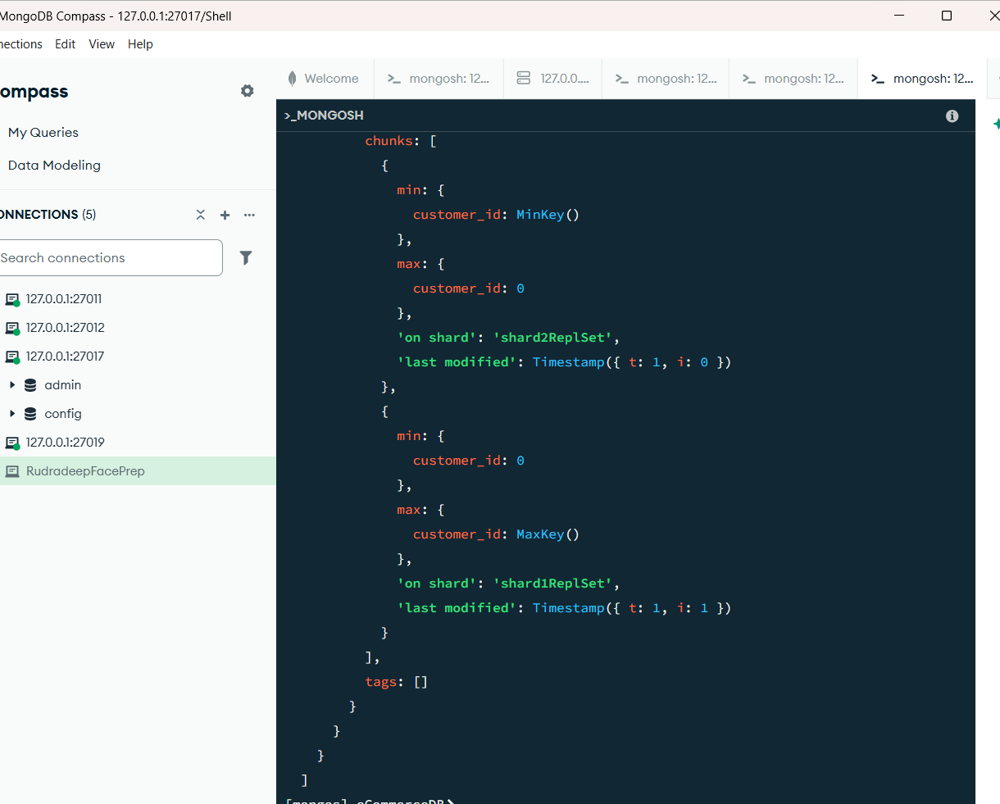 MongoDB Compass - 127.0.0.1:27017/Shell
nections Edit View Help
ompass
My Queries
Data Modeling
ONNECTIONS (5)
Search connections
127.0.0.1:27011
127.0.0.1:27012
127.0.0.1:27017
admin
config
127.0.0.1:27019
RudradeepFacePrep
Welcome
>_ mongosh: 12...
127.0.0....
>_ mongosh: 12...
>_ mongosh: 12...
>_ mongosh: 12...
>_MONGOSH
chunks: [
{
min: {
customer_id: MinKey()
},
max: {
customer_id: 0
},
'on shard': 'shard2ReplSet',
'last modified': Timestamp({ t: 1, i: 0 })
},
{
min: {
customer_id: 0
},
max: {
customer_id: MaxKey()
},
'on shard': 'shard1ReplSet',
'last modified': Timestamp({ t: 1, i: 1 })
}
],
tags: []
}
}
}
]
[mongos] eCommerceDB>